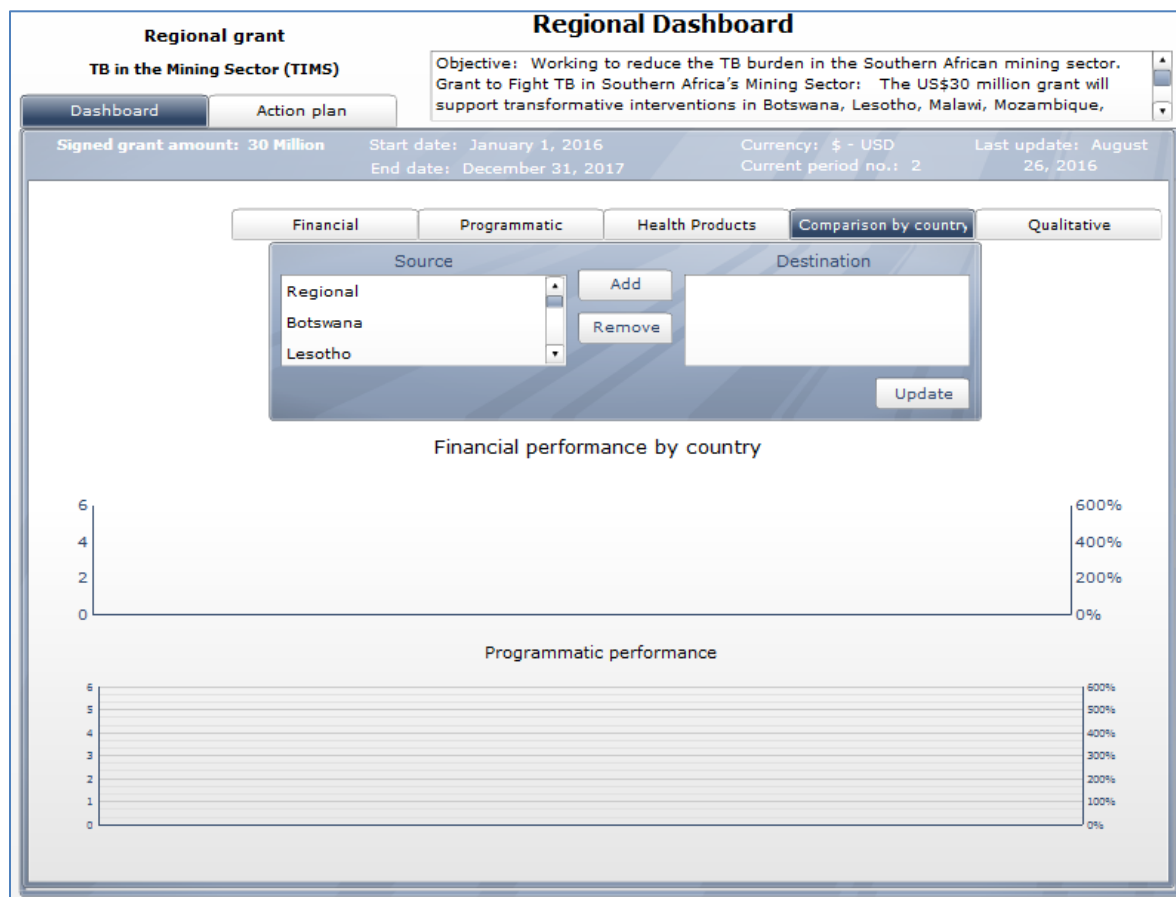 Regional grant
TB in the Mining Sector (TIMS)
Regional Dashboard
Objective: Working to reduce the TB burden in the Southern African mining sector.
Grant to Fight TB in Southern Africa's Mining Sector: The US$30 million grant will
support transformative interventions in Botswana, Lesotho, Malawi, Mozambique,
Dashboard
Action plan
Signed grant amount: 30 Million
Start date: January 1, 2016
End date: December 31, 2017
Currency: $ - USD
Current period no.: 2
Last update: August
26, 2016
Financial
Programmatic
Health Products
Comparison by country
Qualitative
Source
Regional
Botswana
Lesotho
Add
Remove
Destination
Update
Financial performance by country
6
4
2
0
600%
400%
200%
0%
Programmatic performance
6
5
4
3
2
1
0
600%
500%
400%
300%
200%
100%
0%